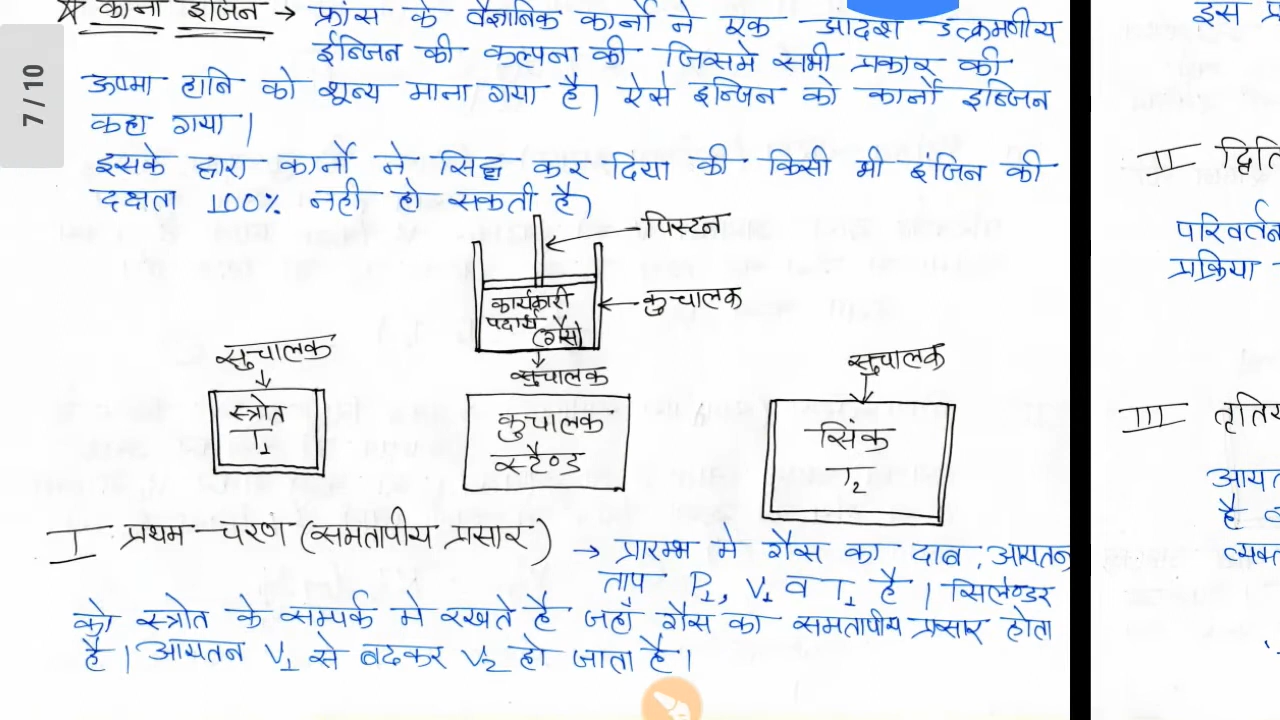 * कार्नो इंजिन → फ्रांस के वैज्ञानिक कार्नो ने एक आदर्श उत्क्रमणीय
ईन्जिन की कल्पना की जिसमे सभी प्रकार की
ऊष्मा हानि को शून्य माना गया है। ऐसे इन्जिन को कार्नो इन्जिन
कहा गया।
इसके द्वारा कार्नो ने सिद्ध कर दिया की किसी भी इंजिन की
दक्षता 100% नही हो सकती है)
पिस्टन
कार्यकारी
पदार्थ
(गैस)
कुचालक
सुचालक
सुचालक
स्त्रोत
T1
कुचालक
स्टैण्ड
सुचालक
सिंक
T2
I प्रथम चरण (समतापीय प्रसार) → प्रारम्भ मे गैस का दाब, आयतन
ताप P1, V1 व T1 है। सिलेण्डर
को स्त्रोत के सम्पर्क मे रखते है जहाँ गैस का समतापीय प्रसार होता
है। आयतन V1 से बढकर V2 हो जाता है।
7/10
इस
II
परिवर्तन
प्रक्रिया
III
है